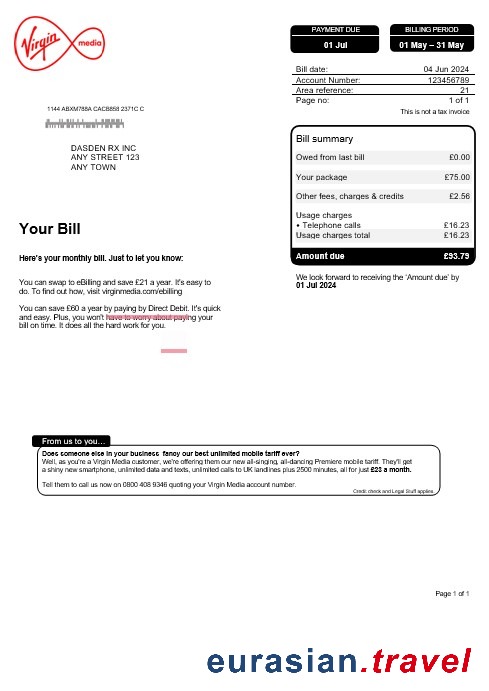 Virgin media
PAYMENT DUE
01 Jul
BILLING PERIOD
01 May – 31 May
Bill date: 04 Jun 2024
Account Number: 123456789
Area reference: 21
Page no: 1 of 1
This is not a tax invoice
1144 ABXM788A CACB858 2371C C
DASDEN RX INC
ANY STREET 123
ANY TOWN
Bill summary
Owed from last bill £0.00
Your package £75.00
Other fees, charges & credits £2.56
Usage charges
• Telephone calls £16.23
Usage charges total £16.23
Amount due £93.79
We look forward to receiving the ‘Amount due’ by
01 Jul 2024
Your Bill
Here's your monthly bill. Just to let you know:
You can swap to eBilling and save £21 a year. It's easy to
do. To find out how, visit virginmedia.com/ebilling
You can save £60 a year by paying by Direct Debit. It's quick
and easy. Plus, you won't have to worry about paying your
bill on time. It does all the hard work for you.
From us to you...
Does someone else in your business fancy our best unlimited mobile tariff ever?
Well, as you're a Virgin Media customer, we're offering them our new all-singing, all-dancing Premiere mobile tariff. They'll get
a shiny new smartphone, unlimited data and texts, unlimited calls to UK landlines plus 2500 minutes, all for just £23 a month.
Tell them to call us now on 0800 408 9346 quoting your Virgin Media account number.
Credit check and Legal Stuff applies.
Page 1 of 1
eurasian.travel